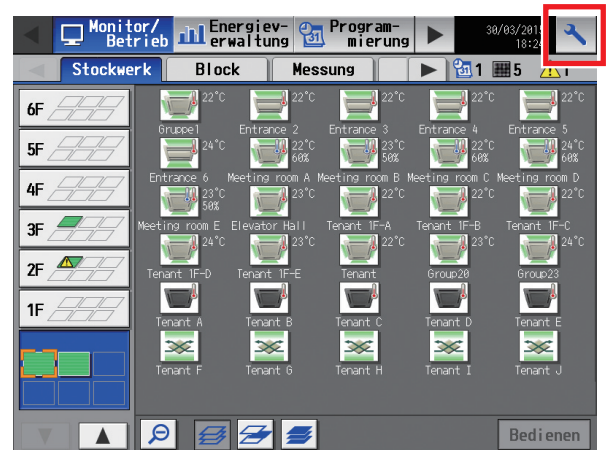 Monitor/ Betrieb
Energiev- erwaltung
Program- mierung
18:2
Stockwerk
Block
Messung
1
5
1
6F
5F
4F
3F
2F
1F
22°C
22°C
22°C
22°C
22°C
Gruppe1
Entrance 2
Entrance 3
Entrance 4
Entrance 5
24°C
22°C 60%
23°C 50%
22°C 60%
24°C 60%
Entrance 6
Meeting room A
Meeting room B
Meeting room C
Meeting room D
23°C 50%
23°C
22°C
22°C
22°C
Meeting room E
Elevator Hall
Tenant 1F-A
Tenant 1F-B
Tenant 1F-C
24°C
23°C
22°C
23°C
24°C
Tenant 1F-D
Tenant 1F-E
Tenant
Group20
Group23
Tenant A
Tenant B
Tenant C
Tenant D
Tenant E
Tenant F
Tenant G
Tenant H
Tenant I
Tenant J
Bedienen